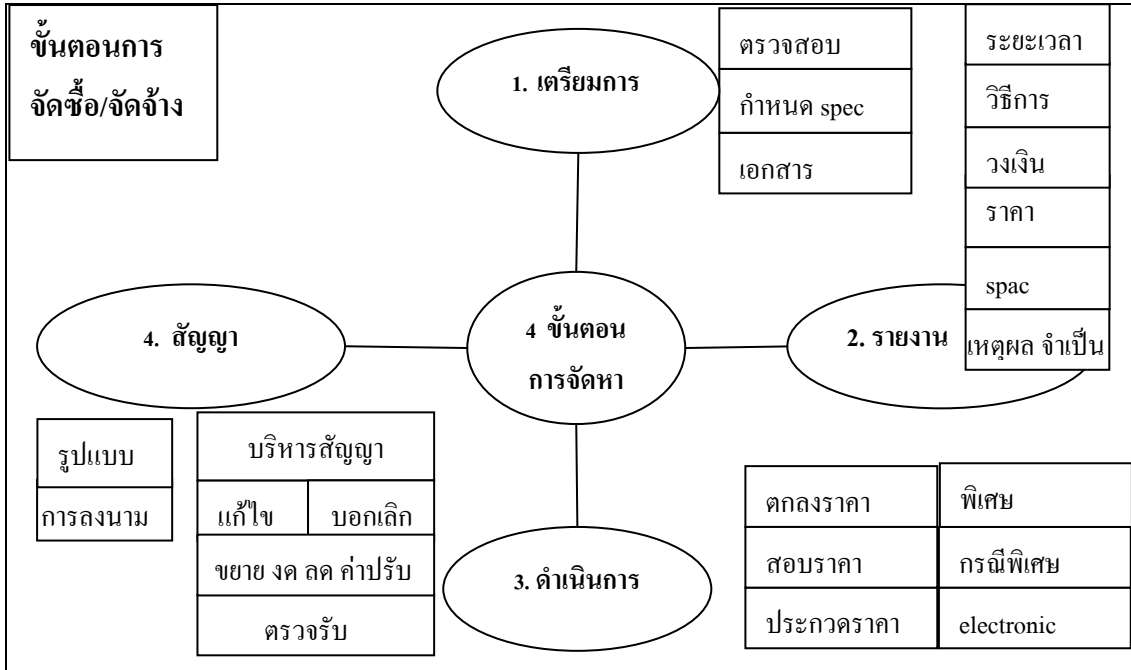 ขั้นตอนการ
จัดซื้อ/จัดจ้าง
1. เตรียมการ
ตรวจสอบ
กำหนด spec
เอกสาร
ระยะเวลา
วิธีการ
วงเงิน
ราคา
spac
เหตุผล จำเป็น
2. รายงาน
4 ขั้นตอน
การจัดหา
4. สัญญา
รูปแบบ
การลงนาม
บริหารสัญญา
แก้ไข
บอกเลิก
ขยาย งด ลด ค่าปรับ
ตรวจรับ
3. ดำเนินการ
ตกลงราคา
พิเศษ
สอบราคา
กรณีพิเศษ
ประกวดราคา
electronic